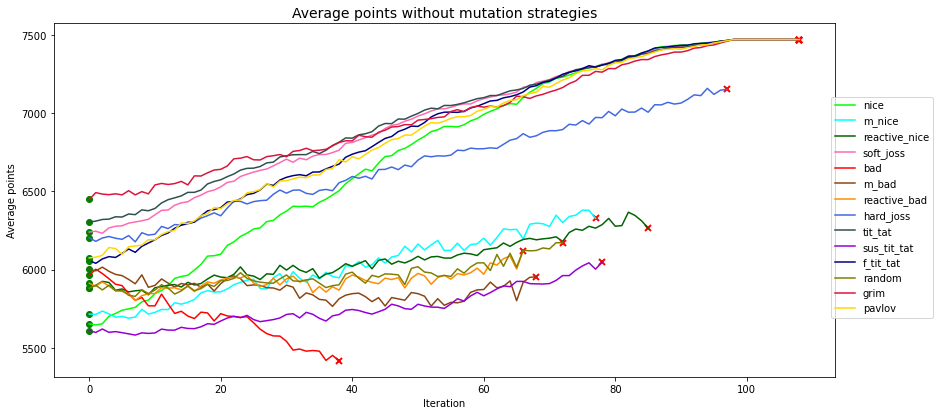 Average points without mutation strategies
Average points
7500
7000
6500
6000
5500
0
20
40
60
80
100
Iteration
nice
m_nice
reactive_nice
soft_joss
bad
m_bad
reactive_bad
hard_joss
tit_tat
sus_tit_tat
f_tit_tat
random
grim
pavlov